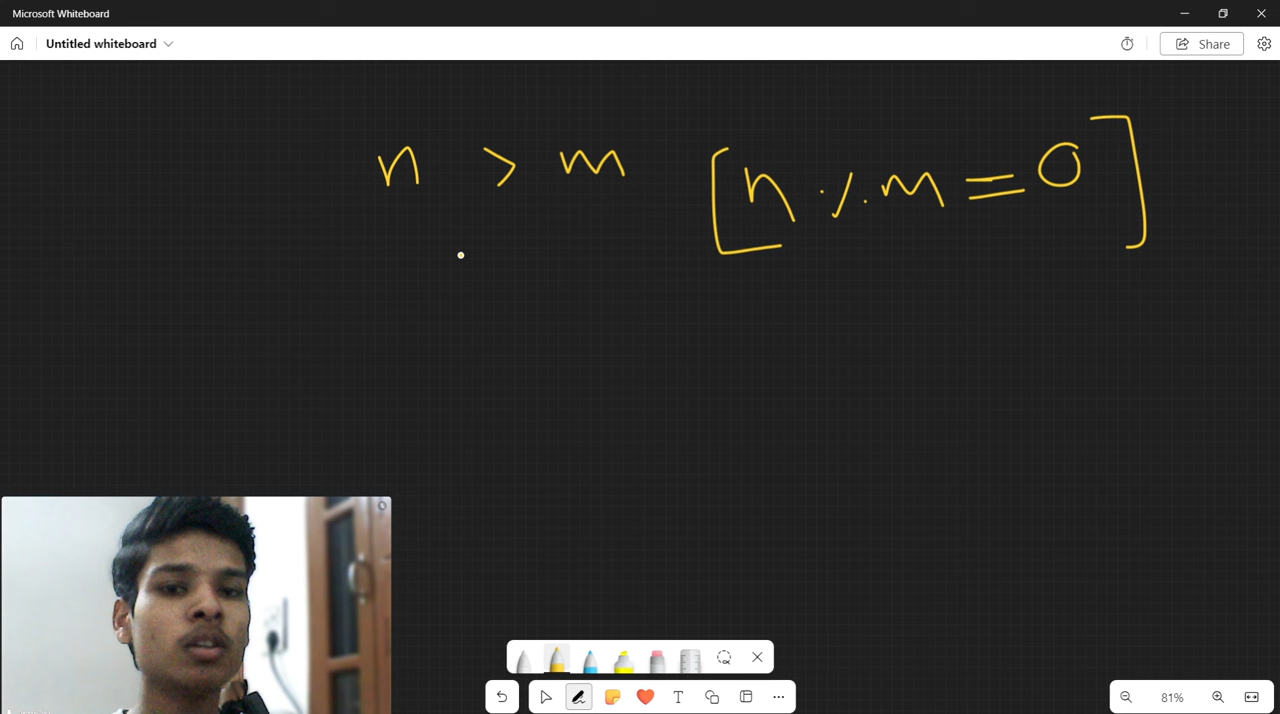 Microsoft Whiteboard
Untitled whiteboard
Share
n > m [n % m = 0]
81%